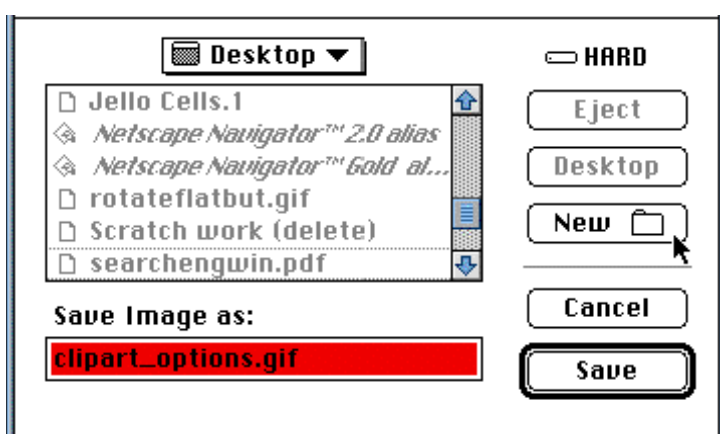 Desktop
HARD
Jello Cells.1
Netscape Navigator™ 2.0 alias
Netscape Navigator™ Gold al...
rotateflatbut.gif
Scratch work (delete)
searchengwin.pdf
Eject
Desktop
New
Save Image as:
clipart_options.gif
Cancel
Save